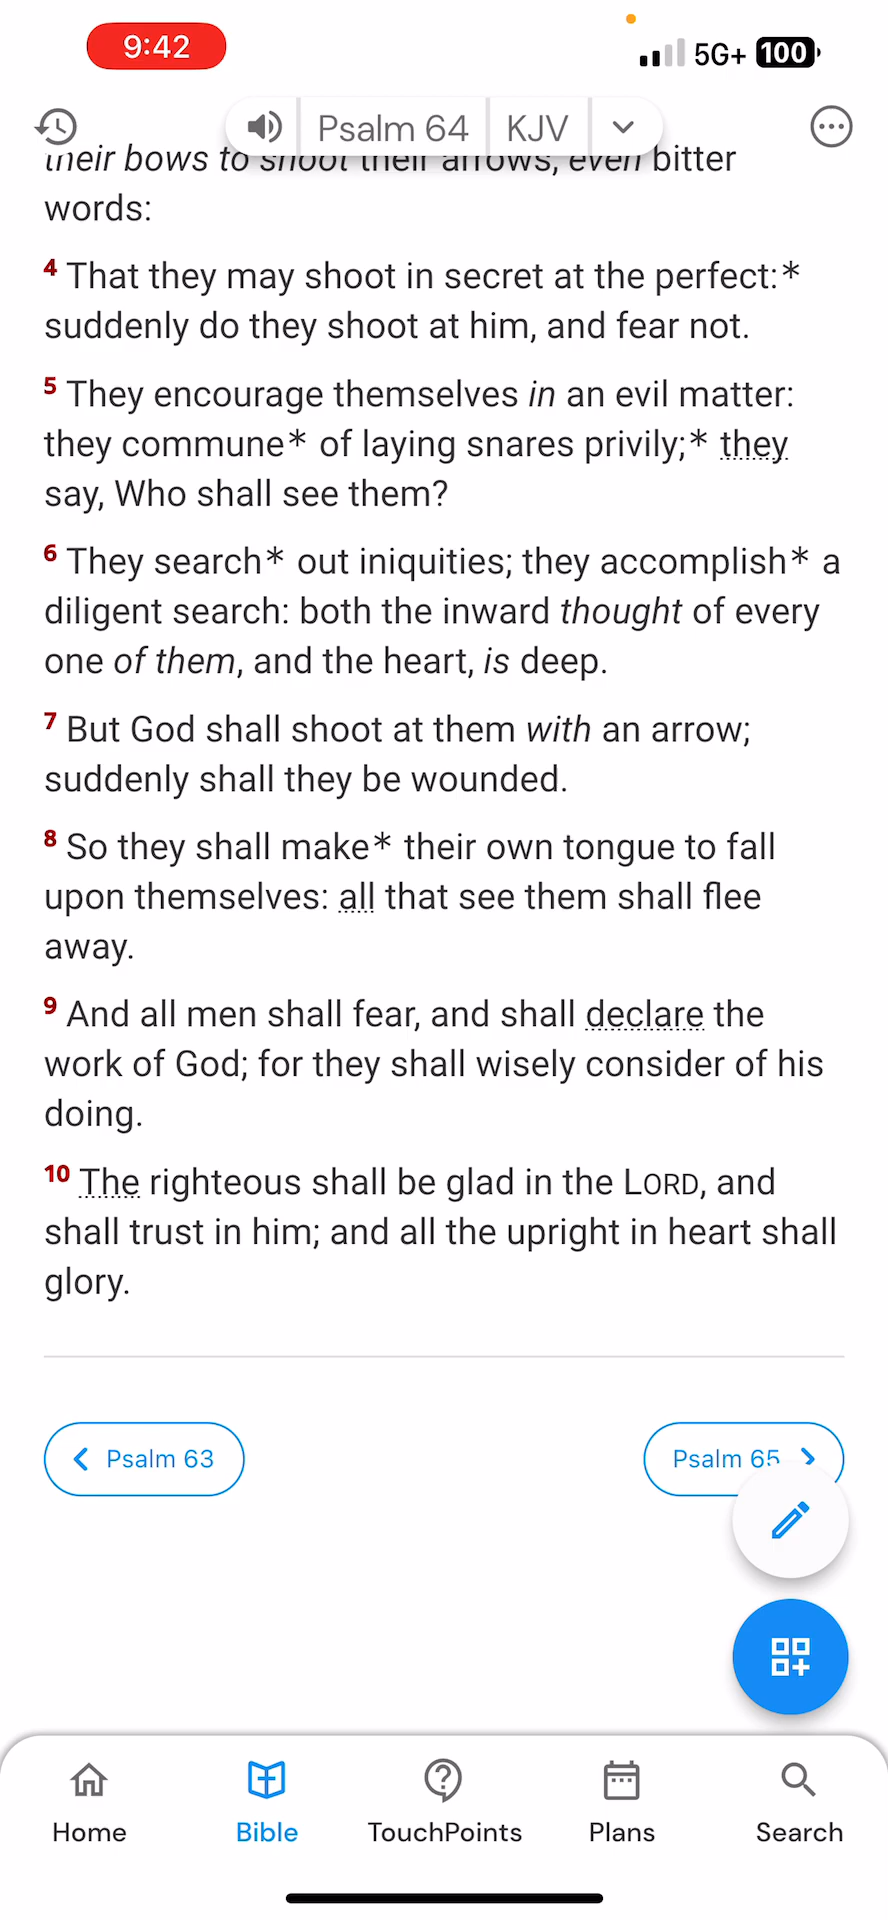 9:42
5G+ 100
Psalm 64 KJV
their bows to shoot their arrows, even bitter
words:
4 That they may shoot in secret at the perfect:*
suddenly do they shoot at him, and fear not.
5 They encourage themselves in an evil matter:
they commune* of laying snares privily;* they
say, Who shall see them?
6 They search* out iniquities; they accomplish* a
diligent search: both the inward thought of every
one of them, and the heart, is deep.
7 But God shall shoot at them with an arrow;
suddenly shall they be wounded.
8 So they shall make* their own tongue to fall
upon themselves: all that see them shall flee
away.
9 And all men shall fear, and shall declare the
work of God; for they shall wisely consider of his
doing.
10 The righteous shall be glad in the LORD, and
shall trust in him; and all the upright in heart shall
glory.
Psalm 63 Psalm 65
Home Bible TouchPoints Plans Search